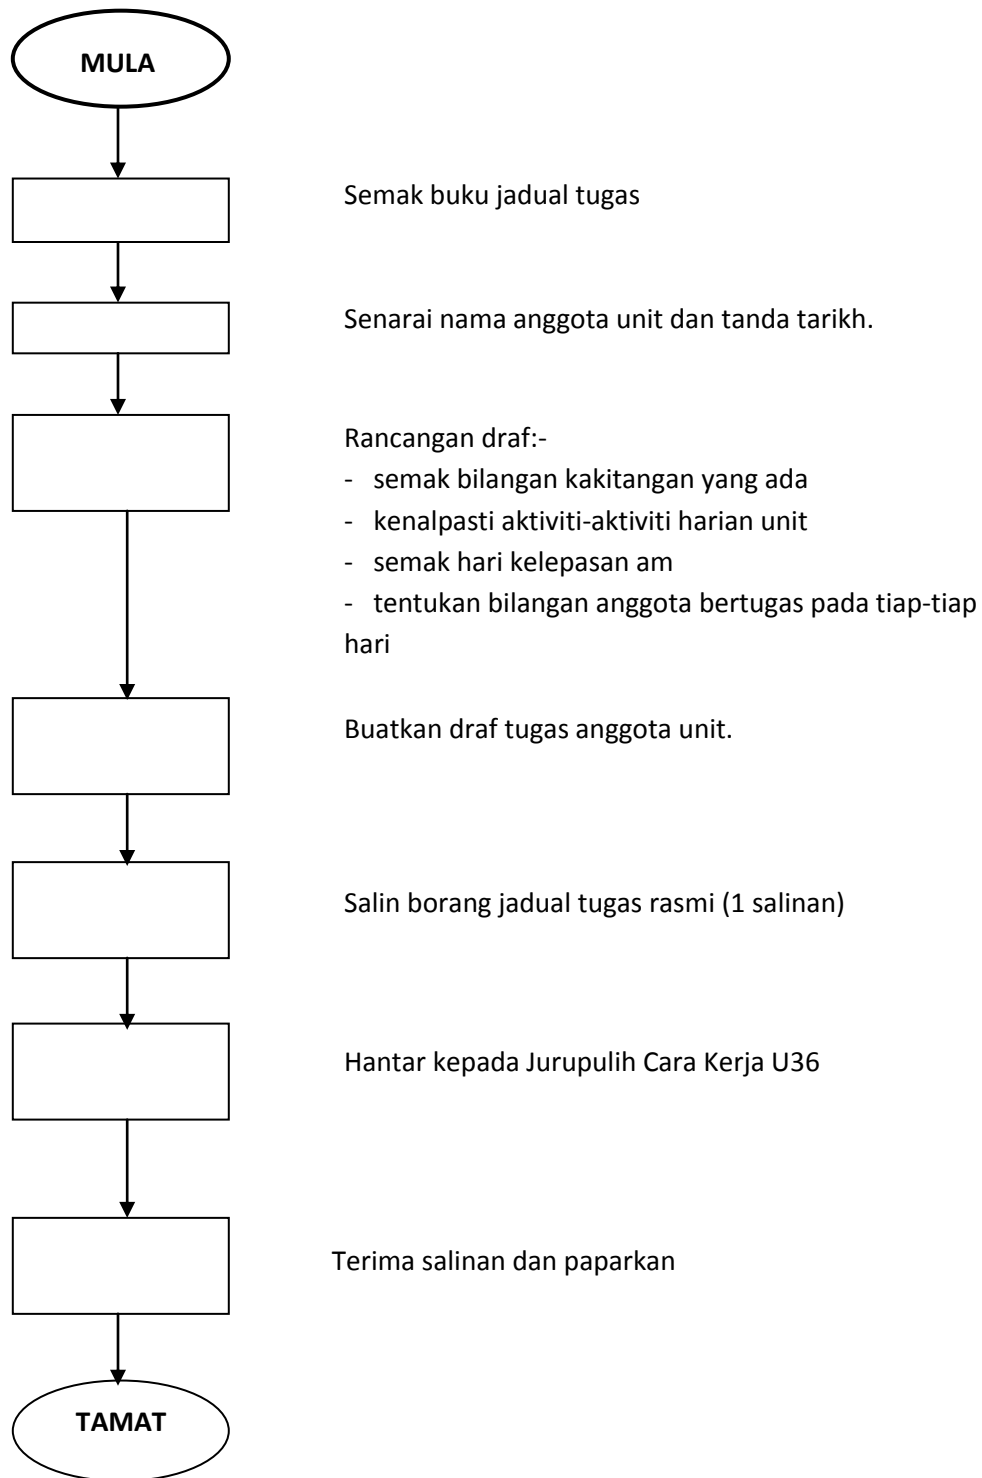 MULA
Semak buku jadual tugas
Senarai nama anggota unit dan tanda tarikh.
Rancangan draf:-
- semak bilangan kakitangan yang ada
- kenalpasti aktiviti-aktiviti harian unit
- semak hari kelepasan am
- tentukan bilangan anggota bertugas pada tiap-tiap
hari
Buatkan draf tugas anggota unit.
Salin borang jadual tugas rasmi (1 salinan)
Hantar kepada Jurupulih Cara Kerja U36
Terima salinan dan paparkan
TAMAT